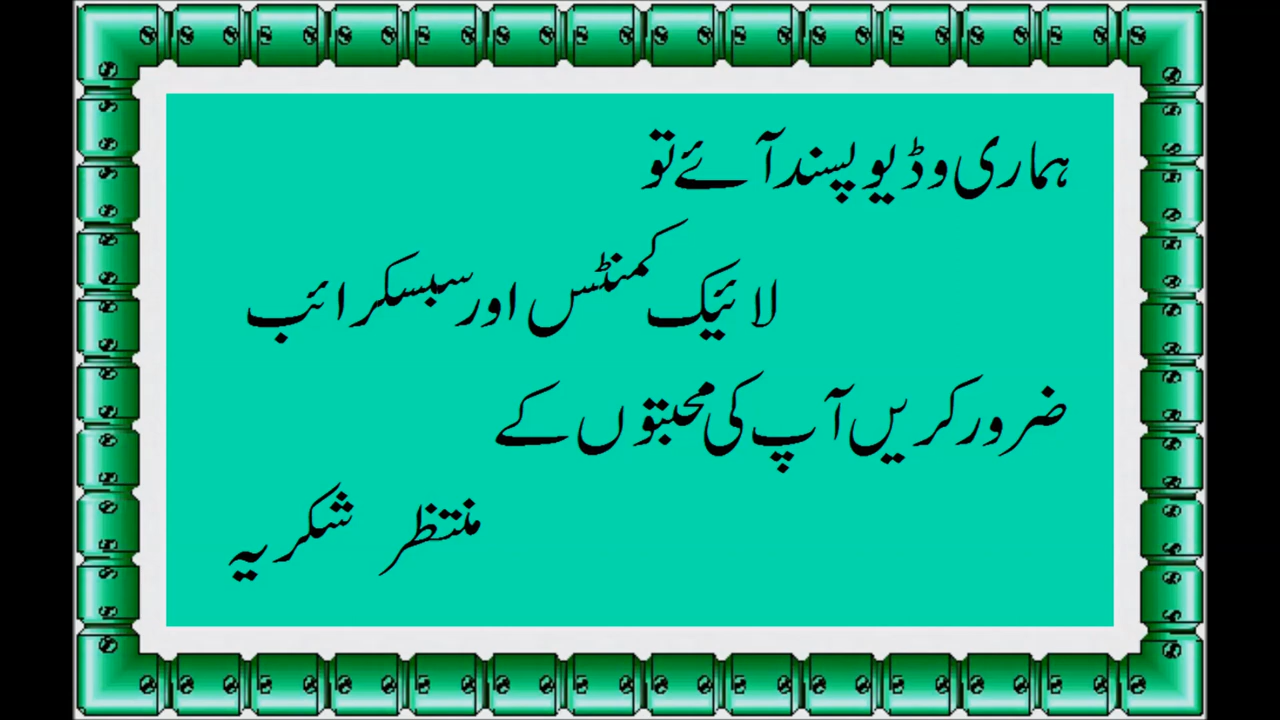 ہماری وڈیو پسند آئے تو
لائیک کمنٹس اور سبسکرائب
ضرور کریں آپ کی محبتوں کے
منتظر شکریہ